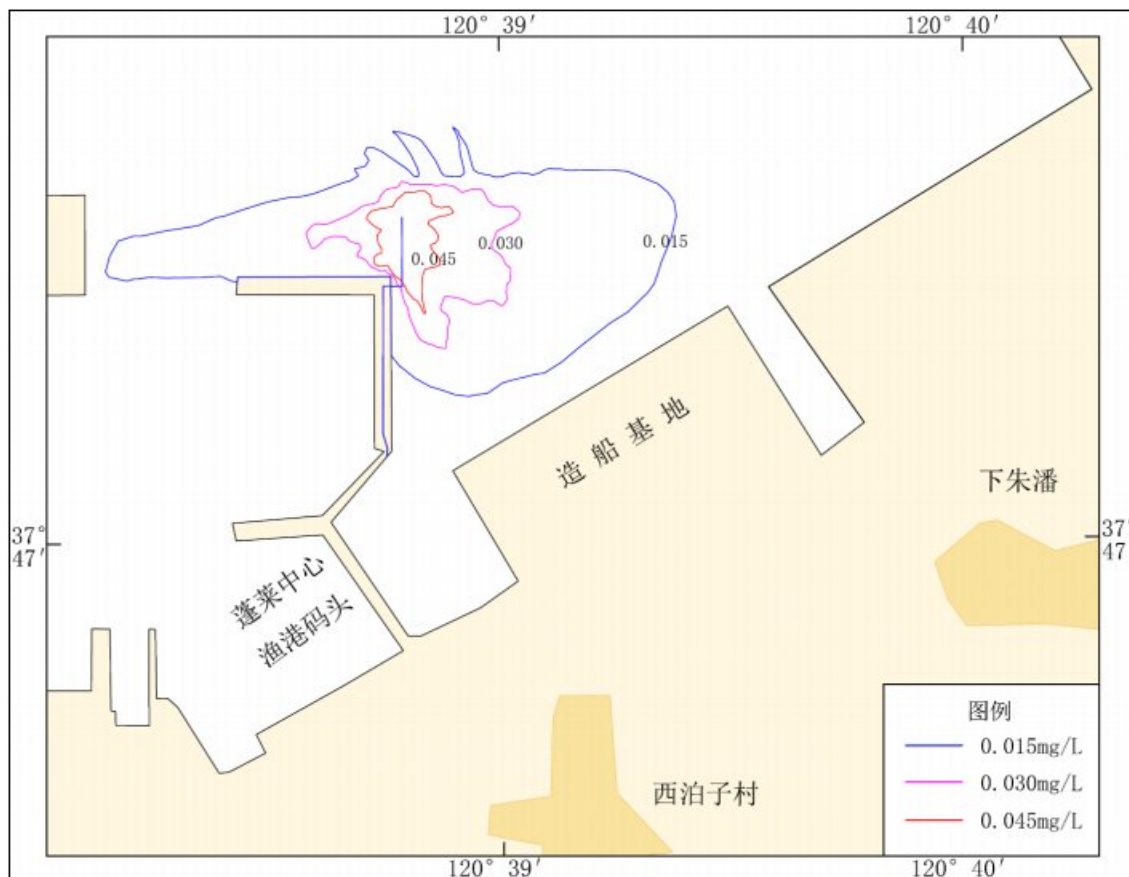 120° 39′
120° 40′
0.045
0.030
0.015
造船基地
下朱潘
37°
47′
37°
47′
蓬莱中心
渔港码头
西泊子村
图例
0.015mg/L
0.030mg/L
0.045mg/L
120° 39′
120° 40′